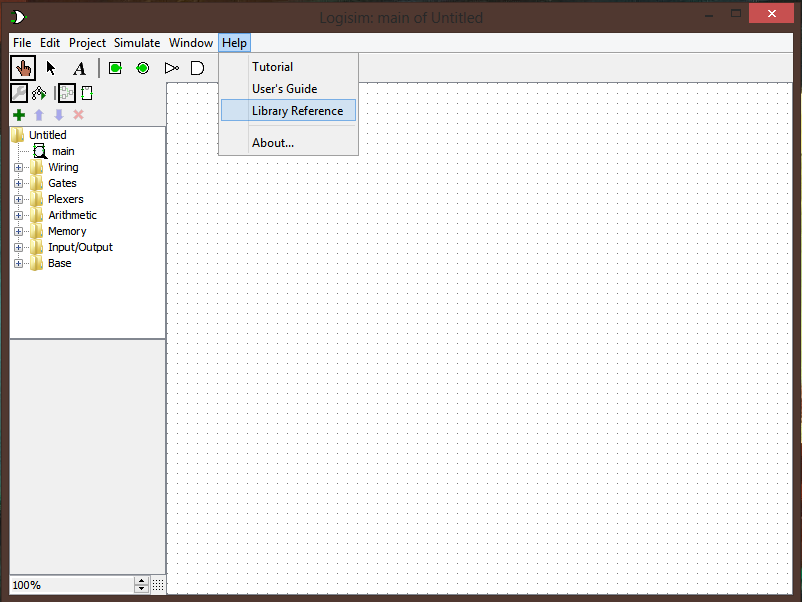 Logisim: main of Untitled
File Edit Project Simulate Window Help
A
Tutorial
User's Guide
Library Reference
About...
Untitled
main
Wiring
Gates
Plexers
Arithmetic
Memory
Input/Output
Base
100%